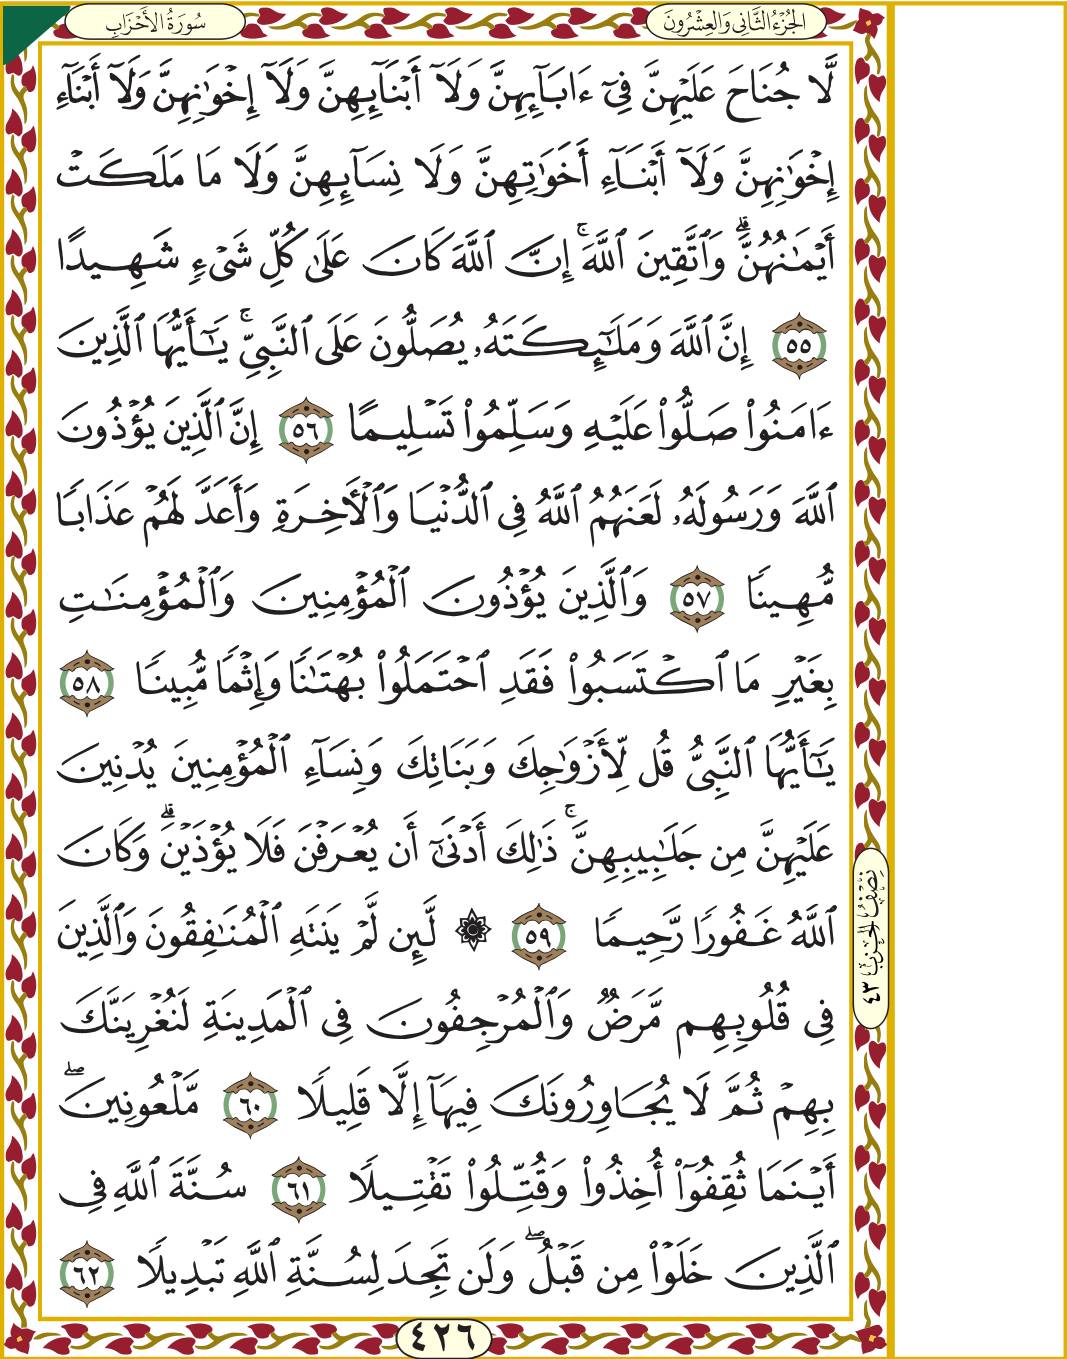 الجُزْءُ الثَّانِي وَالعِشْرُونَ
سُورَةُ الأَحْزَابِ
لَّا جُنَاحَ عَلَيْهِنَّ فِىٓ ءَابَآئِهِنَّ وَلَآ أَبْنَآئِهِنَّ وَلَآ إِخْوَٰنِهِنَّ وَلَآ أَبْنَآءِ
إِخْوَٰنِهِنَّ وَلَآ أَبْنَآءِ أَخَوَٰتِهِنَّ وَلَا نِسَآئِهِنَّ وَلَا مَا مَلَكَتْ
أَيْمَٰنُهُنَّۗ وَٱتَّقِينَ ٱللَّهَۚ إِنَّ ٱللَّهَ كَانَ عَلَىٰ كُلِّ شَىْءٍ شَهِيدًا
٥٥ إِنَّ ٱللَّهَ وَمَلَٰٓئِكَتَهُۥ يُصَلُّونَ عَلَى ٱلنَّبِىِّۚ يَٰٓأَيُّهَا ٱلَّذِينَ
ءَامَنُوا۟ صَلُّوا۟ عَلَيْهِ وَسَلِّمُوا۟ تَسْلِيمًا ٥٦ إِنَّ ٱلَّذِينَ يُؤْذُونَ
ٱللَّهَ وَرَسُولَهُۥ لَعَنَهُمُ ٱللَّهُ فِى ٱلدُّنْيَا وَٱلْءَاخِرَةِ وَأَعَدَّ لَهُمْ عَذَابًا
مُّهِينًا ٥٧ وَٱلَّذِينَ يُؤْذُونَ ٱلْمُؤْمِنِينَ وَٱلْمُؤْمِنَٰتِ
بِغَيْرِ مَا ٱكْتَسَبُوا۟ فَقَدِ ٱحْتَمَلُوا۟ بُهْتَٰنًا وَإِثْمًا مُّبِينًا ٥٨
يَٰٓأَيُّهَا ٱلنَّبِىُّ قُل لِّأَزْوَٰجِكَ وَبَنَاتِكَ وَنِسَآءِ ٱلْمُؤْمِنِينَ يُدْنِينَ
عَلَيْهِنَّ مِن جَلَٰبِيبِهِنَّۚ ذَٰلِكَ أَدْنَىٰٓ أَن يُعْرَفْنَ فَلَا يُؤْذَيْنَۗ وَكَانَ
ٱللَّهُ غَفُورًا رَّحِيمًا ٥٩ ۞ لَّئِن لَّمْ يَنتَهِ ٱلْمُنَٰفِقُونَ وَٱلَّذِينَ
فِى قُلُوبِهِم مَّرَضٌ وَٱلْمُرْجِفُونَ فِى ٱلْمَدِينَةِ لَنُغْرِيَنَّكَ
بِهِمْ ثُمَّ لَا يُجَاوِرُونَكَ فِيهَآ إِلَّا قَلِيلًا ٦٠ مَّلْعُونِينَۖ
أَيْنَمَا ثُقِفُوٓا۟ أُخِذُوا۟ وَقُتِّلُوا۟ تَقْتِيلًا ٦١ سُنَّةَ ٱللَّهِ فِى
ٱلَّذِينَ خَلَوْا۟ مِن قَبْلُۖ وَلَن تَجِدَ لِسُنَّةِ ٱللَّهِ تَبْدِيلًا ٦٢
نِصْفُ الحِزْبِ ٤٣
٤٢٦